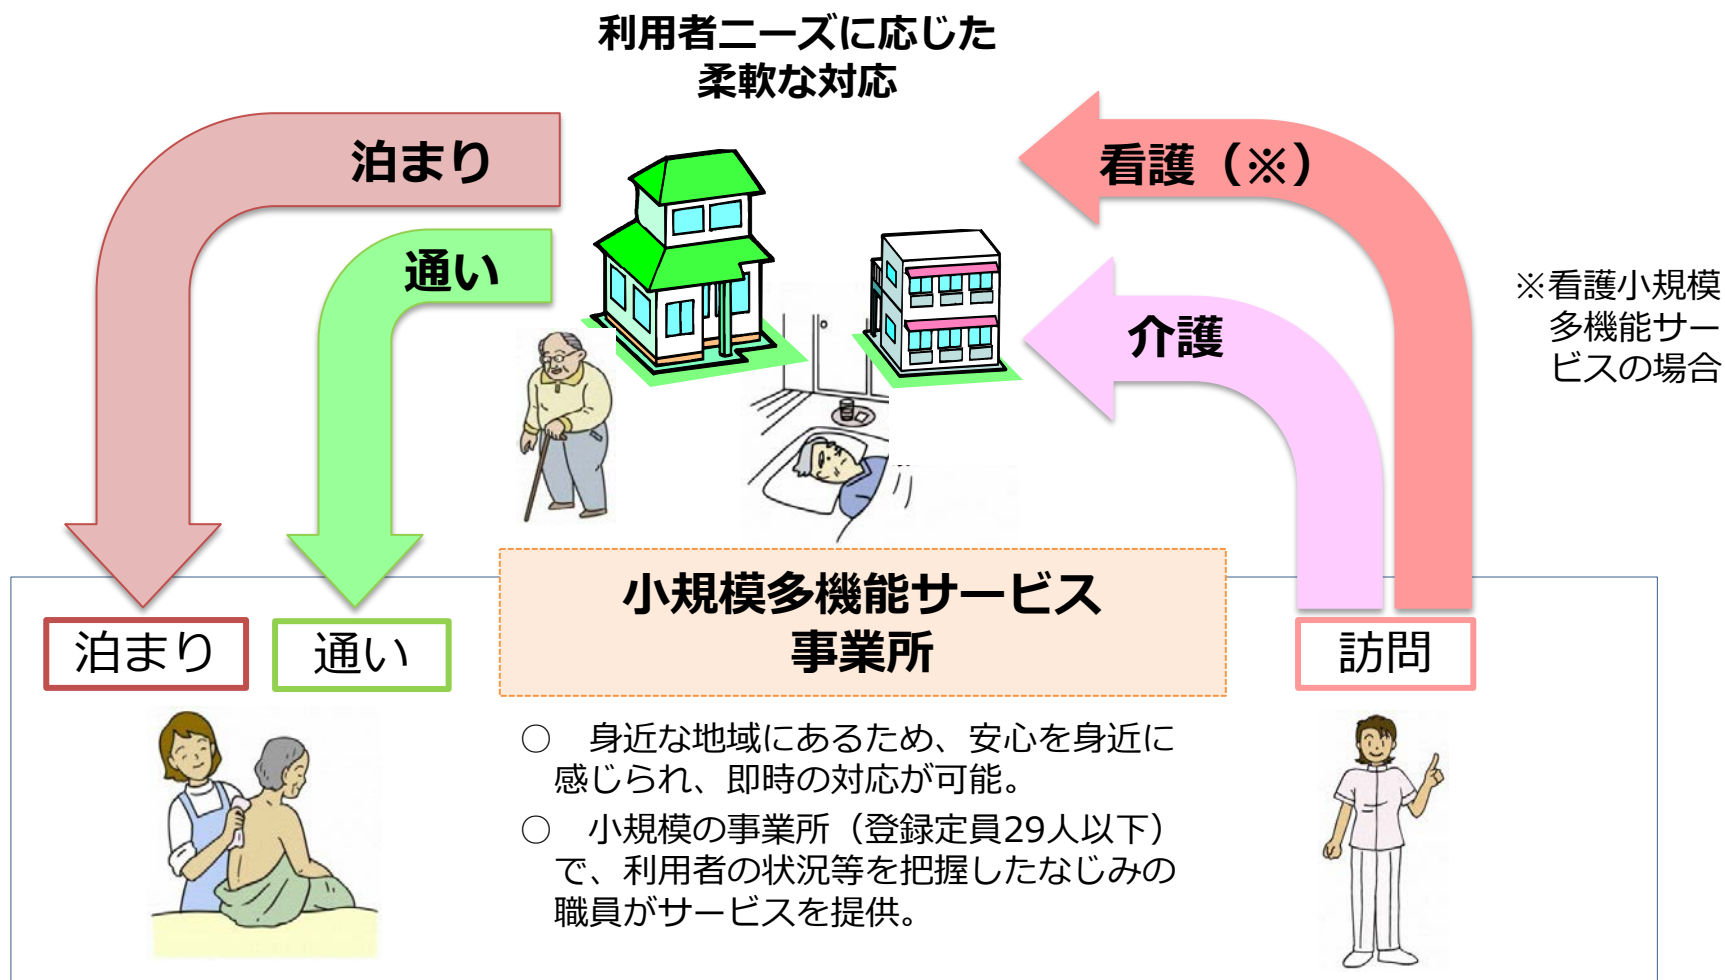 利用者ニーズに応じた
柔軟な対応
泊まり
通い
看護（※）
介護
※看護小規模
多機能サー
ビスの場合
小規模多機能サービス
事業所
泊まり
通い
訪問
○　身近な地域にあるため、安心を身近に
感じられ、即時の対応が可能。
○　小規模の事業所（登録定員29人以下）
で、利用者の状況等を把握したなじみの
職員がサービスを提供。